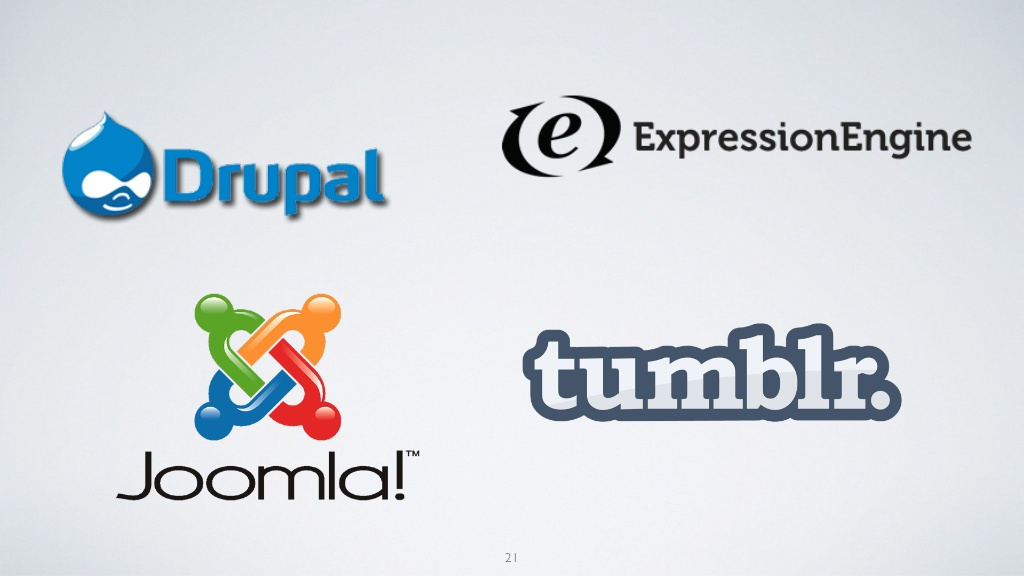 Drupal
e ExpressionEngine
Joomla!™
tumblr.
21